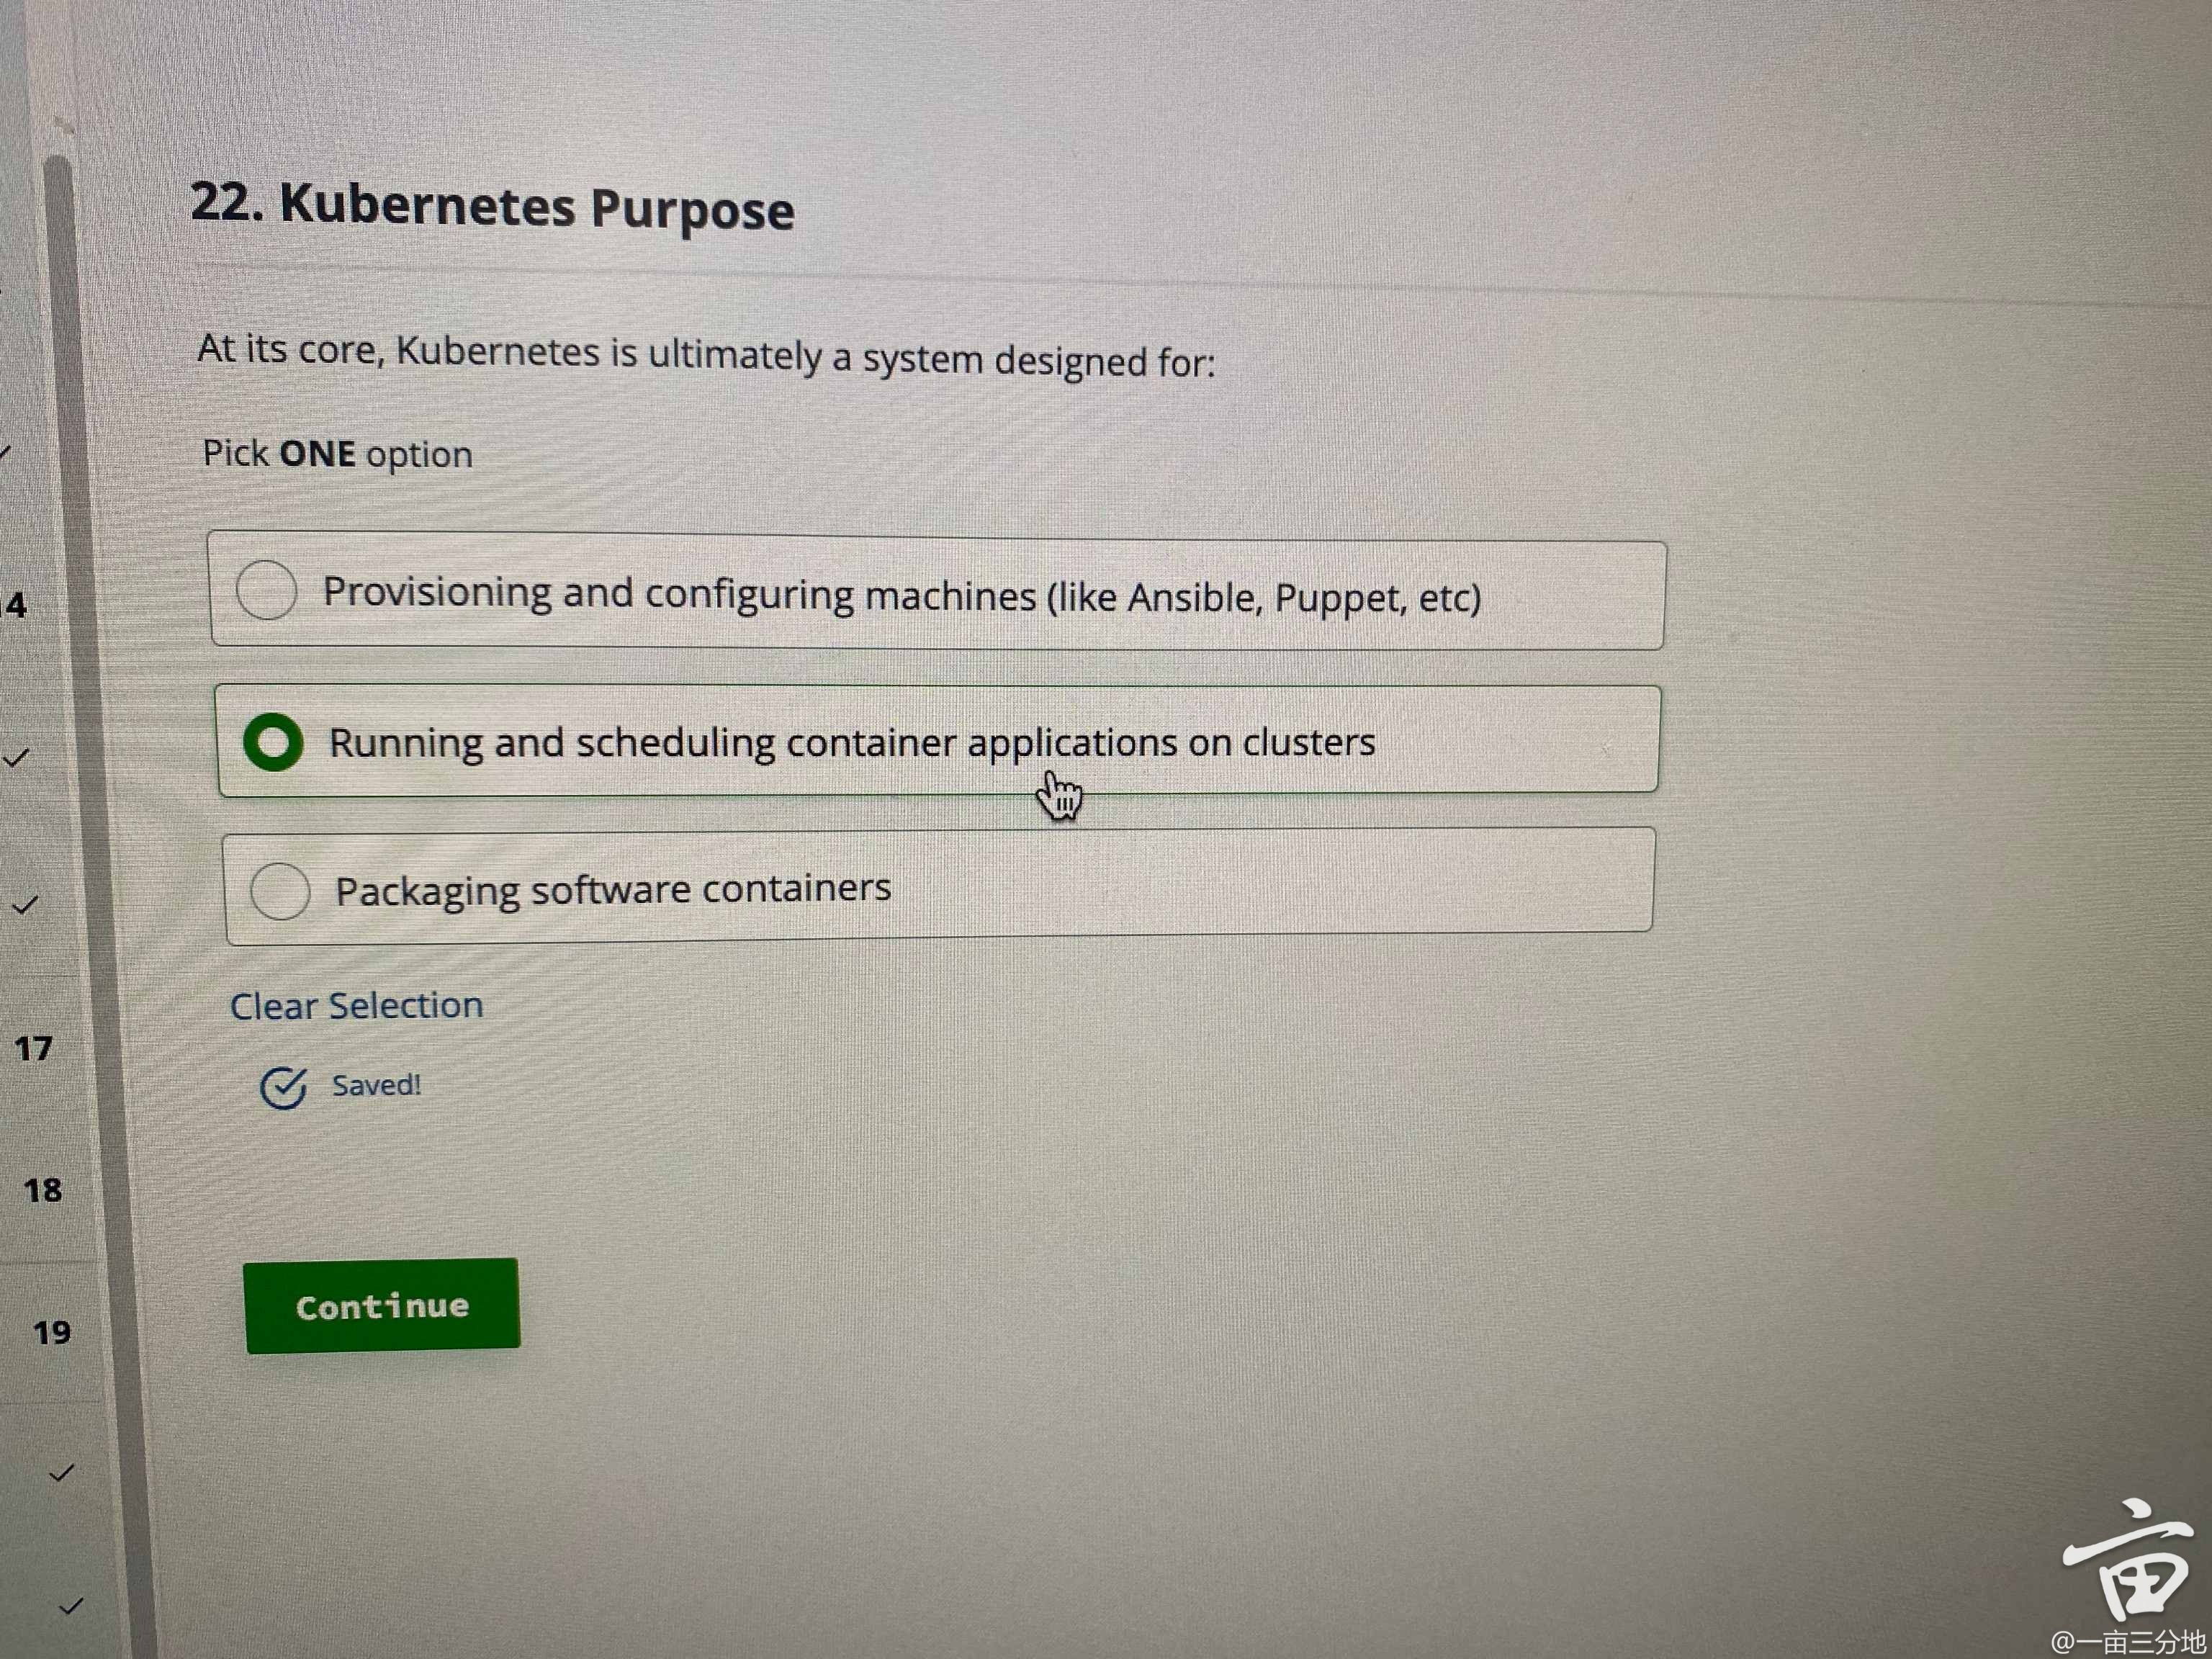 22. Kubernetes Purpose
At its core, Kubernetes is ultimately a system designed for:
Pick ONE option
Provisioning and configuring machines (like Ansible, Puppet, etc)
Running and scheduling container applications on clusters
Packaging software containers
Clear Selection
Saved!
Continue
4
17
18
19
亩
@一亩三分地